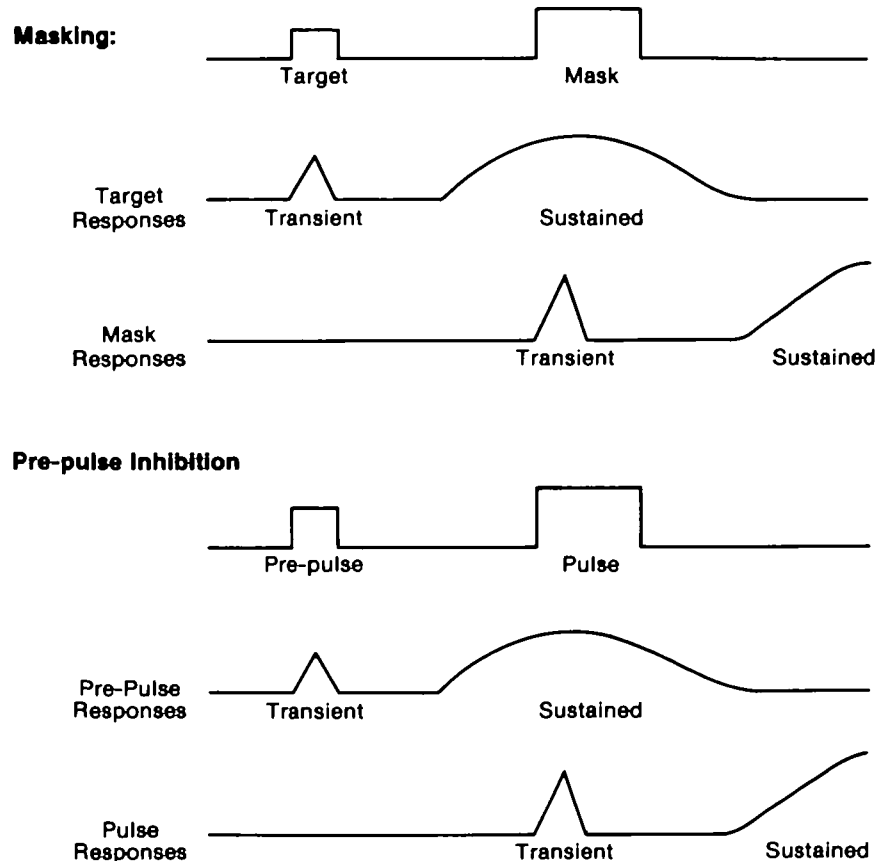 Masking:
Target Mask
Target
Responses
Transient Sustained
Mask
Responses
Transient Sustained
Pre-pulse Inhibition
Pre-pulse Pulse
Pre-Pulse
Responses
Transient Sustained
Pulse
Responses
Transient Sustained